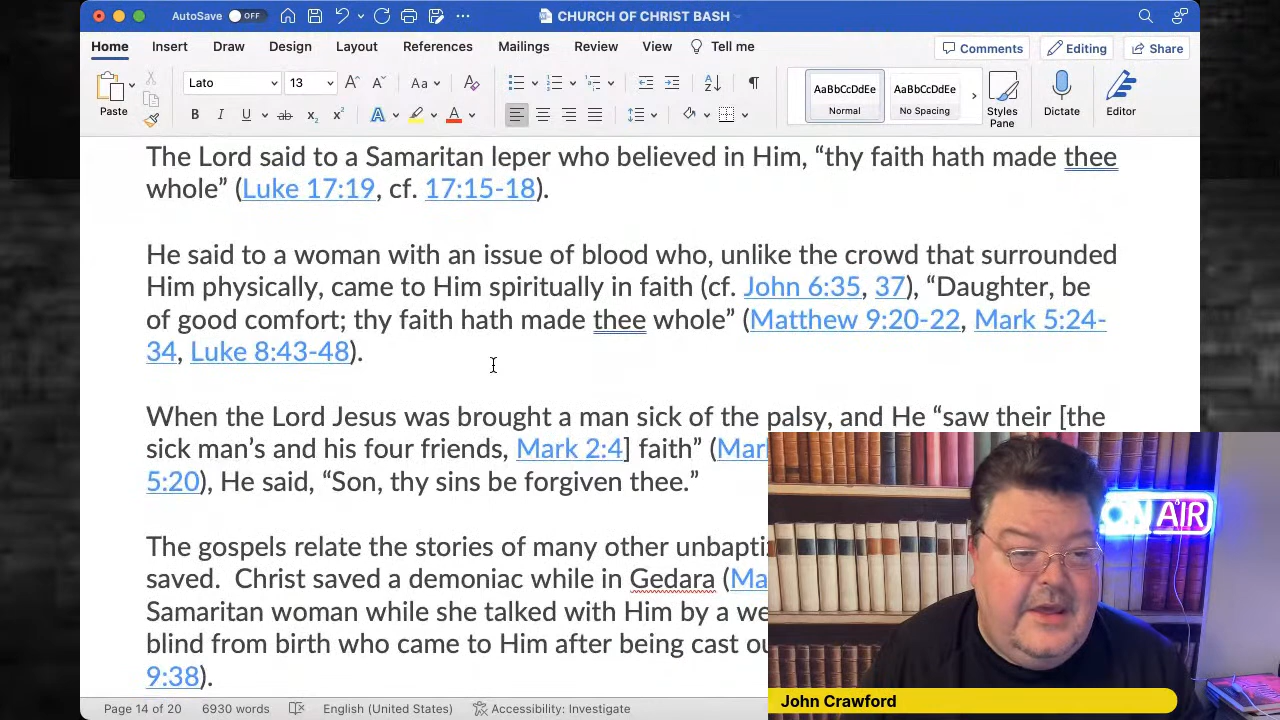 AutoSave OFF
CHURCH OF CHRIST BASH
Home Insert Draw Design Layout References Mailings Review View Tell me
Comments Editing Share
Paste
Lato 13
AaBbCcDdEe AaBbCcDdEe
Normal No Spacing
Styles Pane
Dictate
Editor
The Lord said to a Samaritan leper who believed in Him, “thy faith hath made thee
whole” (Luke 17:19, cf. 17:15-18).
He said to a woman with an issue of blood who, unlike the crowd that surrounded
Him physically, came to Him spiritually in faith (cf. John 6:35, 37), “Daughter, be
of good comfort; thy faith hath made thee whole” (Matthew 9:20-22, Mark 5:24-
34, Luke 8:43-48).
When the Lord Jesus was brought a man sick of the palsy, and He “saw their [the
sick man’s and his four friends, Mark 2:4] faith” (Mar
5:20), He said, “Son, thy sins be forgiven thee.”
The gospels relate the stories of many other unbapti
saved. Christ saved a demoniac while in Gedara (Ma
Samaritan woman while she talked with Him by a we
blind from birth who came to Him after being cast ou
9:38).
ON AIR
John Crawford
Page 14 of 20 6930 words English (United States) Accessibility: Investigate